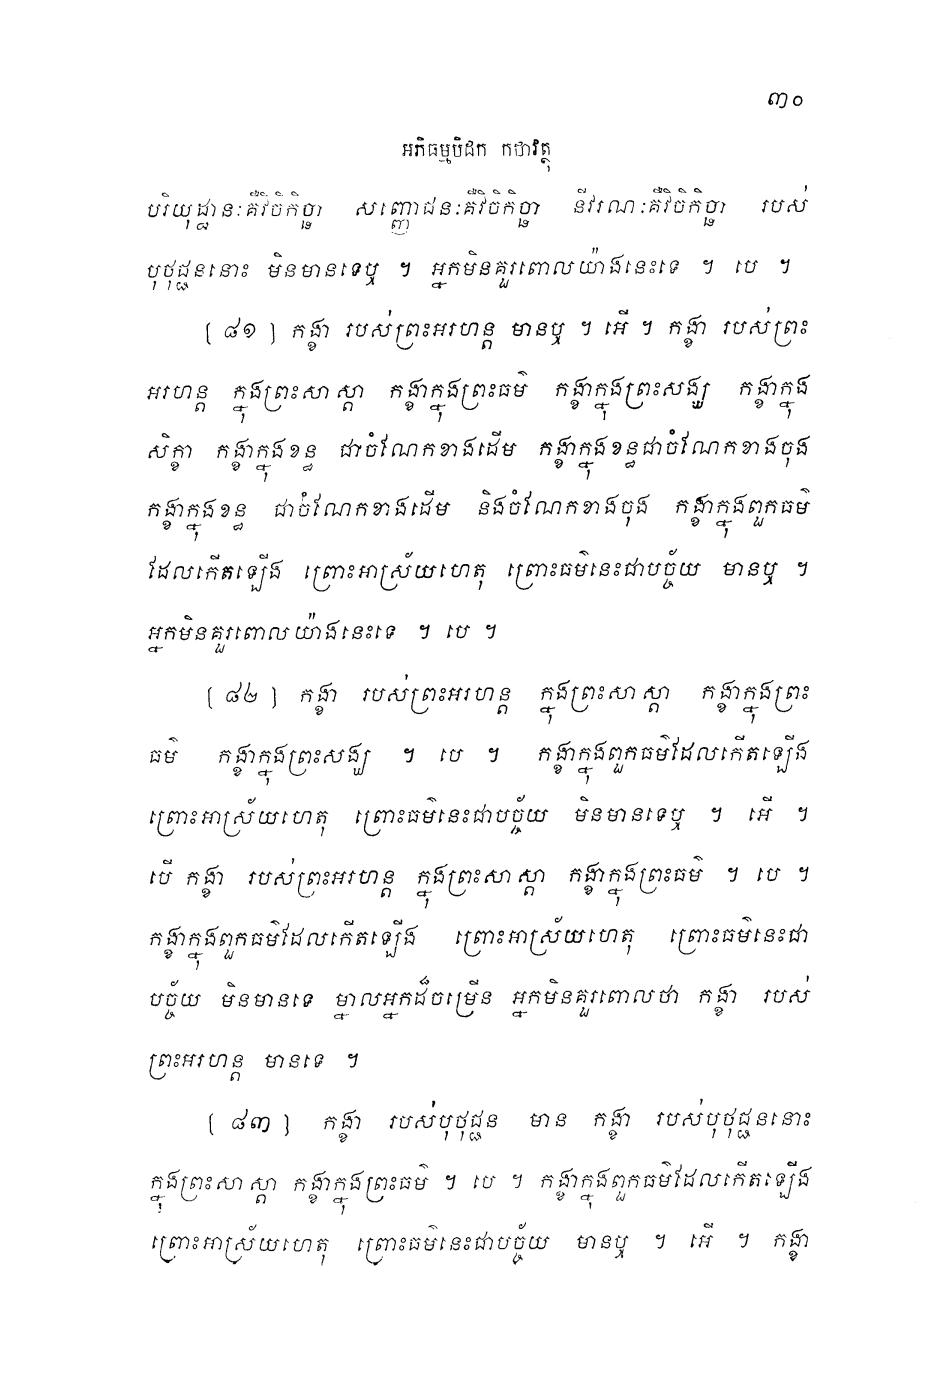 ៣០
អភិធម្មបិដក កថាវត្ថុ
បរិយុដ្ឋានៈគឺវិចិកិច្ឆា សញ្ញោជនៈគឺវិចិកិច្ឆា នីវរណៈគឺវិចិកិច្ឆា របស់
បុថុជ្ជននោះ មិនមានទេឬ ។ អ្នកមិនគួរពោលយ៉ាងនេះទេ ។ បេ ។
[ ៨១ ] កង្ខា របស់ព្រះអរហន្ត មានឬ ។ អើ ។ កង្ខា របស់ព្រះ
អរហន្ត ក្នុងព្រះសាស្តា កង្ខាក្នុងព្រះធម៌ កង្ខាក្នុងព្រះសង្ឃ កង្ខាក្នុង
សិក្ខា កង្ខាក្នុងខន្ធ ជាចំណែកខាងដើម កង្ខាក្នុងខន្ធជាចំណែកខាងចុង
កង្ខាក្នុងខន្ធ ជាចំណែកខាងដើម និងចំណែកខាងចុង កង្ខាក្នុងពួកធម៌
ដែលកើតឡើង ព្រោះអាស្រ័យហេតុ ព្រោះធម៌នេះជាបច្ច័យ មានឬ ។
អ្នកមិនគួរពោលយ៉ាងនេះទេ ។ បេ ។
[ ៨២ ] កង្ខា របស់ព្រះអរហន្ត ក្នុងព្រះសាស្តា កង្ខាក្នុងព្រះ
ធម៌ កង្ខាក្នុងព្រះសង្ឃ ។ បេ ។ កង្ខាក្នុងពួកធម៌ដែលកើតឡើង
ព្រោះអាស្រ័យហេតុ ព្រោះធម៌នេះជាបច្ច័យ មិនមានទេឬ ។ អើ ។
បើ កង្ខា របស់ព្រះអរហន្ត ក្នុងព្រះសាស្តា កង្ខាក្នុងព្រះធម៌ ។ បេ ។
កង្ខាក្នុងពួកធម៌ដែលកើតឡើង ព្រោះអាស្រ័យហេតុ ព្រោះធម៌នេះជា
បច្ច័យ មិនមានទេ ម្នាលអ្នកដ៏ចម្រើន អ្នកមិនគួរពោលថា កង្ខា របស់
ព្រះអរហន្ត មានទេ ។
[ ៨៣ ] កង្ខា របស់បុថុជ្ជន មាន កង្ខា របស់បុថុជ្ជននោះ
ក្នុងព្រះសាស្តា កង្ខាក្នុងព្រះធម៌ ។ បេ ។ កង្ខាក្នុងពួកធម៌ដែលកើតឡើង
ព្រោះអាស្រ័យហេតុ ព្រោះធម៌នេះជាបច្ច័យ មានឬ ។ អើ ។ កង្ខា